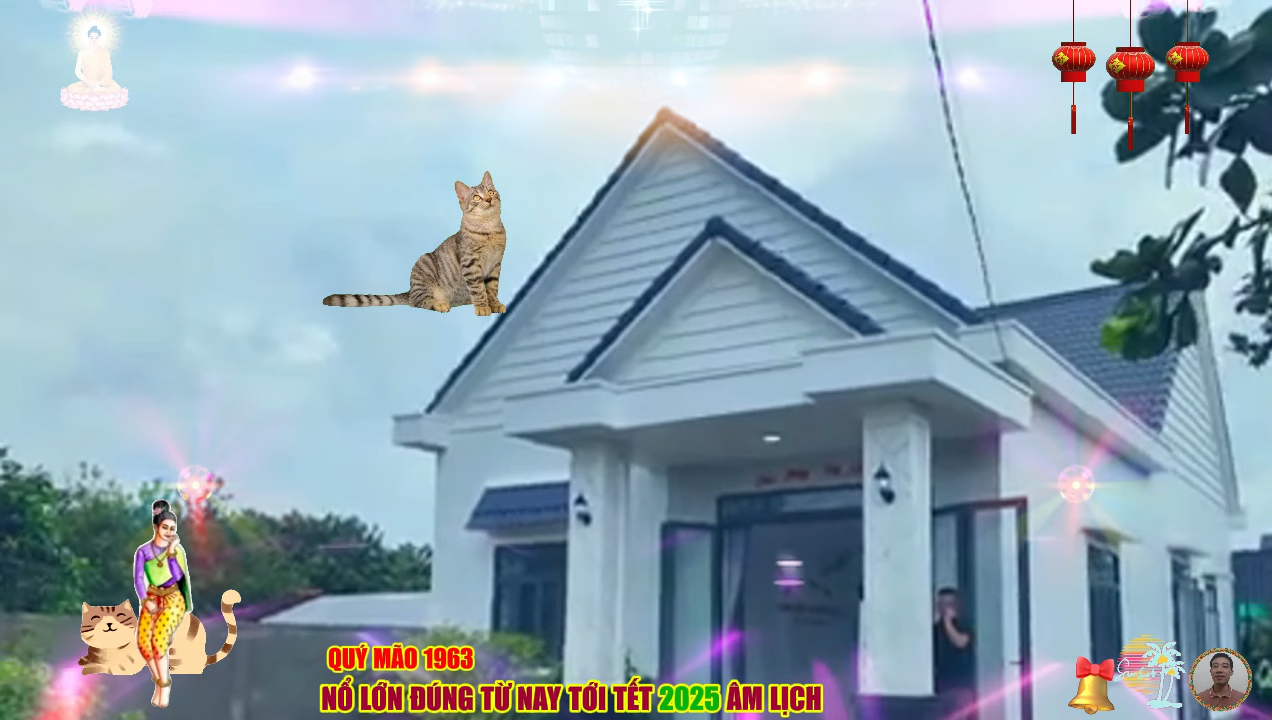 QUÝ MÃO 1963
NỔ LỚN ĐÚNG TỪ NAY TỚI TẾT 2025 ÂM LỊCH